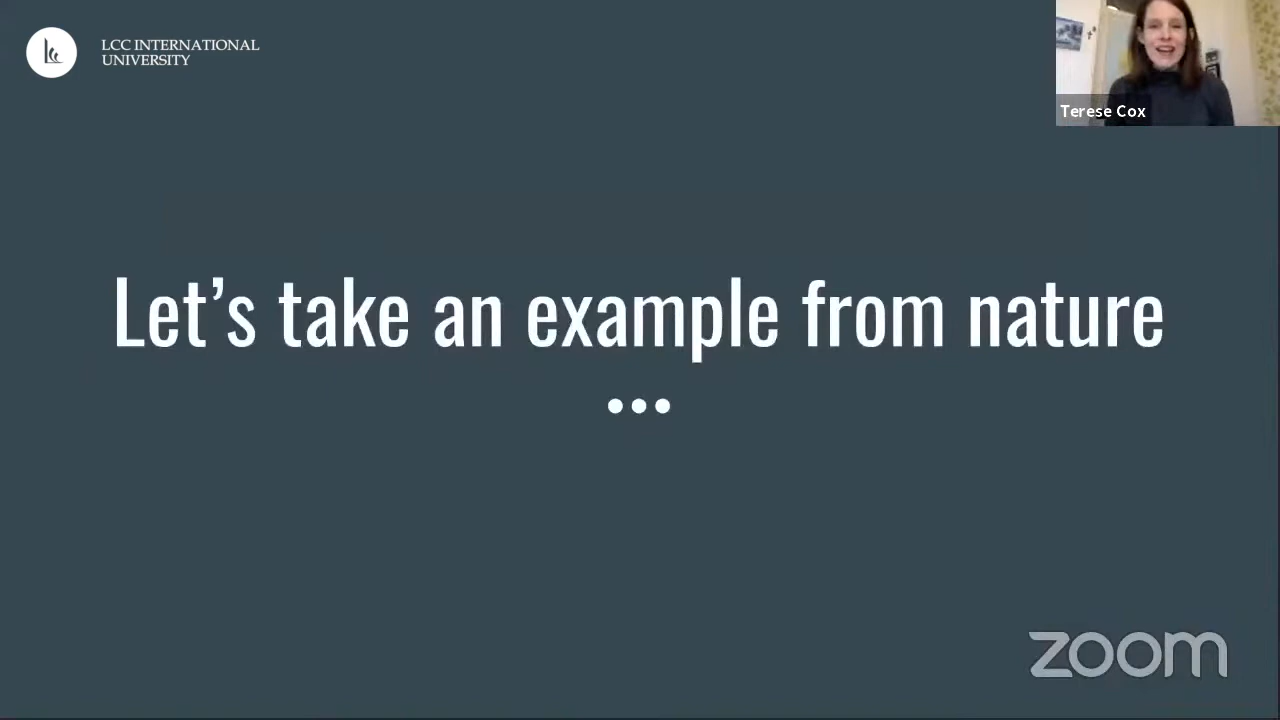 LCC INTERNATIONAL
UNIVERSITY
Terese Cox
Let’s take an example from nature
zoom